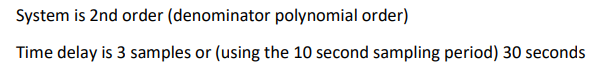 System is 2nd order (denominator polynomial order)
Time delay is 3 samples or (using the 10 second sampling period) 30 seconds